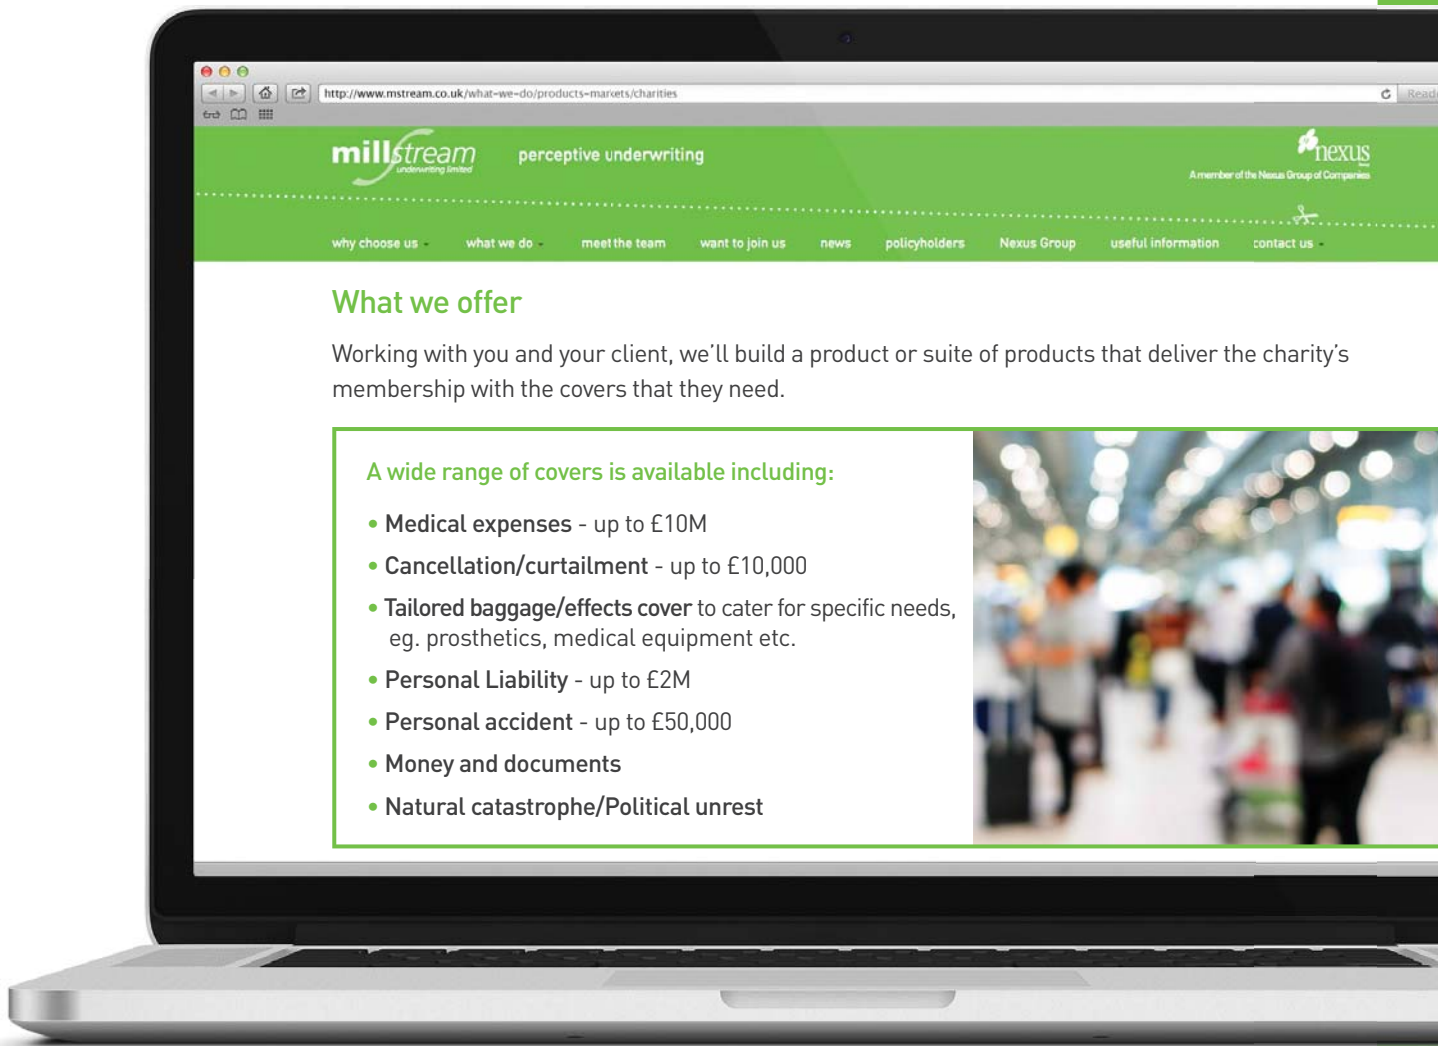 http://www.mstream.co.uk/what-we-do/products-markets/charities
Reade
millstream
underwriting limited
perceptive underwriting
nexus
A member of the Nexus Group of Companies
why choose us
what we do
meet the team
want to join us
news
policyholders
Nexus Group
useful information
contact us
What we offer
Working with you and your client, we’ll build a product or suite of products that deliver the charity’s
membership with the covers that they need.
A wide range of covers is available including:
• Medical expenses - up to £10M
• Cancellation/curtailment - up to £10,000
• Tailored baggage/effects cover to cater for specific needs,
eg. prosthetics, medical equipment etc.
• Personal Liability - up to £2M
• Personal accident - up to £50,000
• Money and documents
• Natural catastrophe/Political unrest